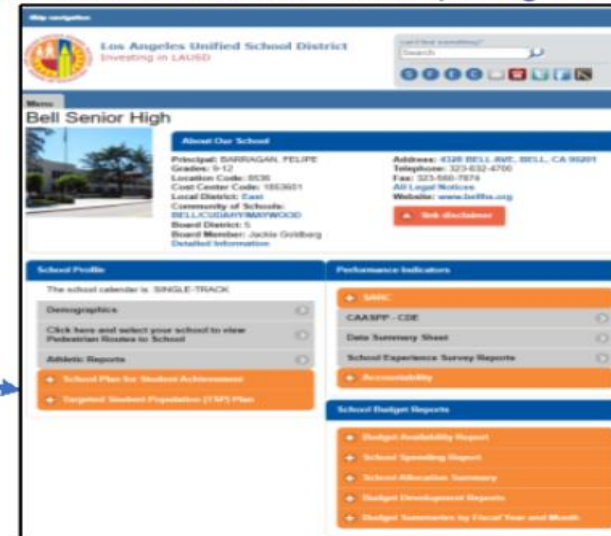 Skip navigation
Los Angeles Unified School District
Investing in LAUSD
Can't find something?
Search
Menu
Bell Senior High
About Our School
Principal: BARRAGAN, FELIPE
Grades: 9-12
Location Code: 8536
Cost Center Code: 1853601
Local District: East
Community of Schools:
BELL/CUDAHY/MAYWOOD
Board District: 5
Board Member: Jackie Goldberg
Detailed Information
Address: 4328 BELL AVE, BELL, CA 90201
Telephone: 323-832-4700
Fax: 323-560-7874
All Legal Notices
Website: www.bellhs.org
link disclaimer
School Profile
The school calendar is SINGLE-TRACK
Demographics
Click here and select your school to view
Pedestrian Routes to School
Athletic Reports
School Plan for Student Achievement
Targeted Student Population (TSP) Plan
Performance Indicators
SARC
CAASPP - CDE
Data Summary Sheet
School Experience Survey Reports
Accountability
School Budget Reports
Budget Availability Report
School Spending Report
School Allocation Summary
Budget Development Reports
Budget Summaries by Fiscal Year and Month